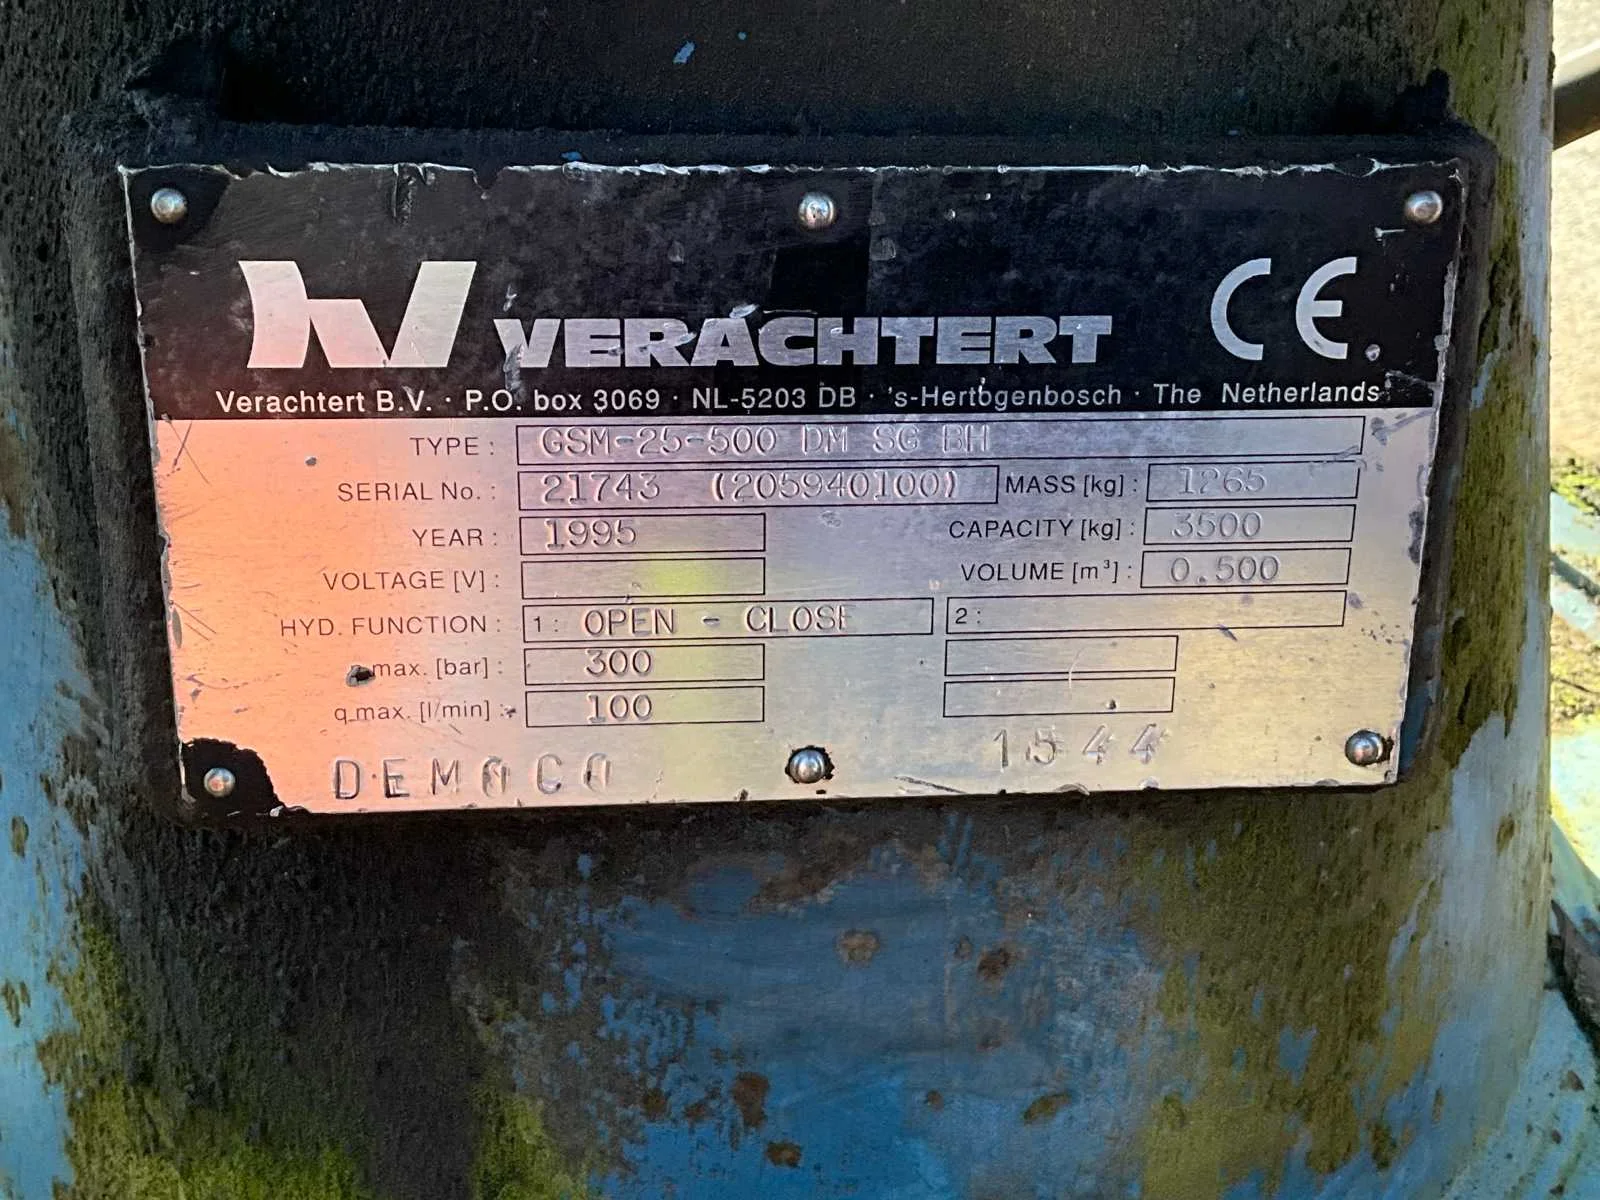 VERACHTERT CE
Verachtert B.V. · P.O. box 3069 · NL-5203 DB · 's-Hertogenbosch · The Netherlands
TYPE : GSM-25-500 DM SG BH
SERIAL No. : 21743 (205940100) MASS [kg] : 1265
YEAR : 1995 CAPACITY [kg] : 3500
VOLTAGE [V] : VOLUME [m³] : 0.500
HYD. FUNCTION : 1 : OPEN - CLOSE 2 :
p max. [bar] : 300
q max. [l/min] : 100
DEMOCO 1544